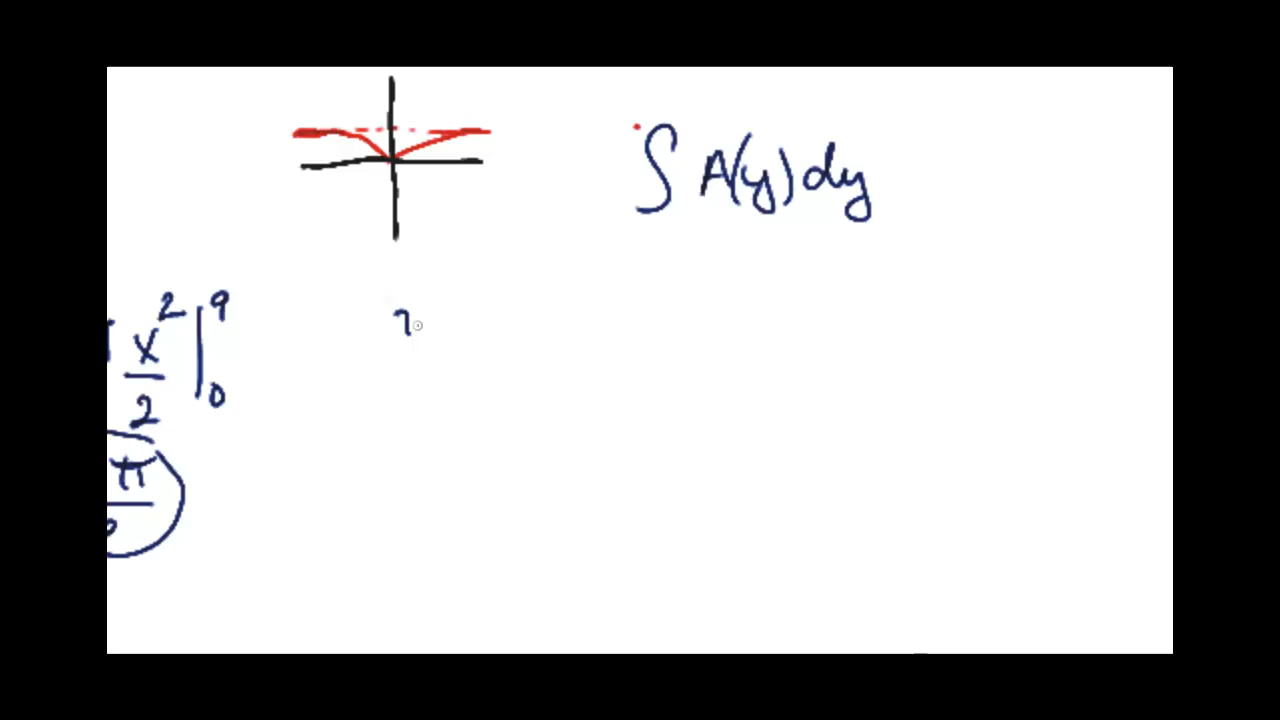 ∫ A(y) dy
x²/2 |₀⁹
π